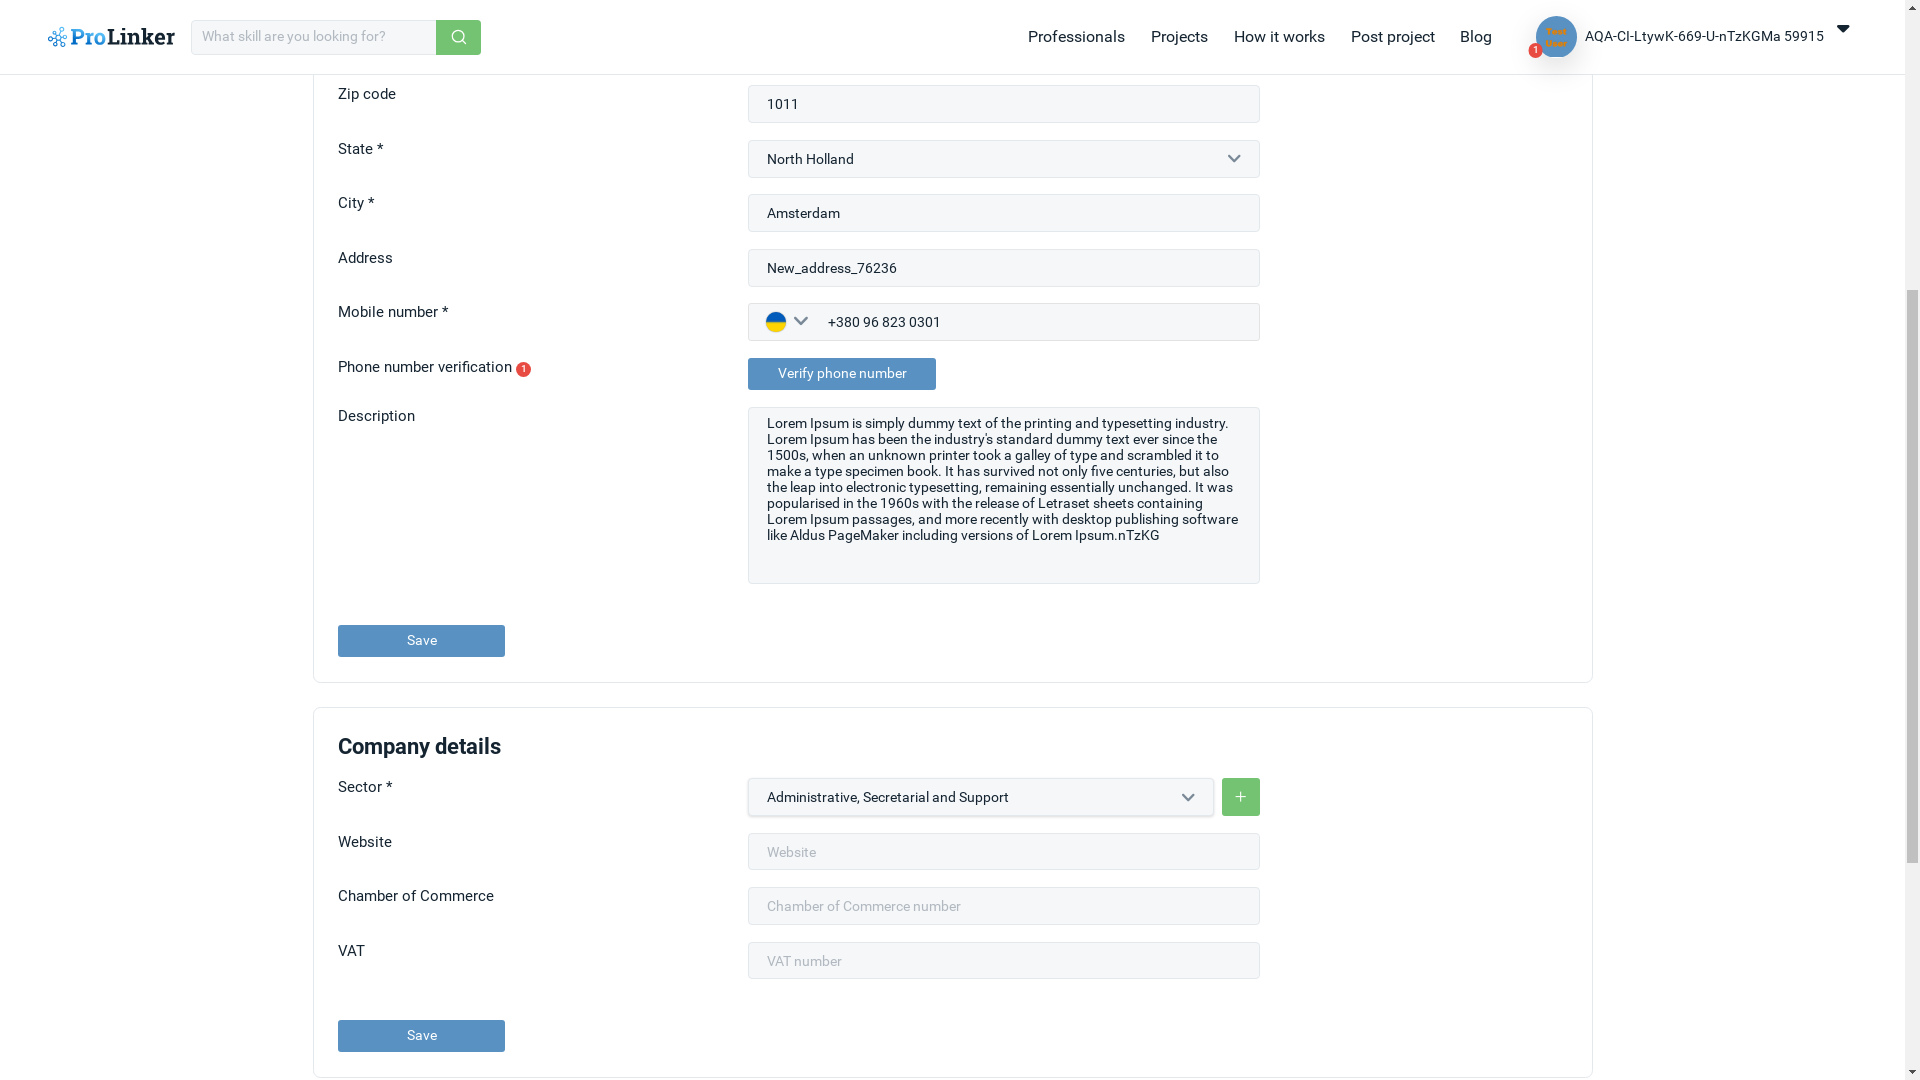 ProLinker
What skill are you looking for?
Professionals
Projects
How it works
Post project
Blog
Test
User
1
AQA-CI-LtywK-669-U-nTzKGMa 59915
Zip code
1011
State *
North Holland
City *
Amsterdam
Address
New_address_76236
Mobile number *
+380 96 823 0301
Phone number verification 1
Verify phone number
Description
Lorem Ipsum is simply dummy text of the printing and typesetting industry.
Lorem Ipsum has been the industry's standard dummy text ever since the
1500s, when an unknown printer took a galley of type and scrambled it to
make a type specimen book. It has survived not only five centuries, but also
the leap into electronic typesetting, remaining essentially unchanged. It was
popularised in the 1960s with the release of Letraset sheets containing
Lorem Ipsum passages, and more recently with desktop publishing software
like Aldus PageMaker including versions of Lorem Ipsum.nTzKG
Save
Company details
Sector *
Administrative, Secretarial and Support
+
Website
Website
Chamber of Commerce
Chamber of Commerce number
VAT
VAT number
Save